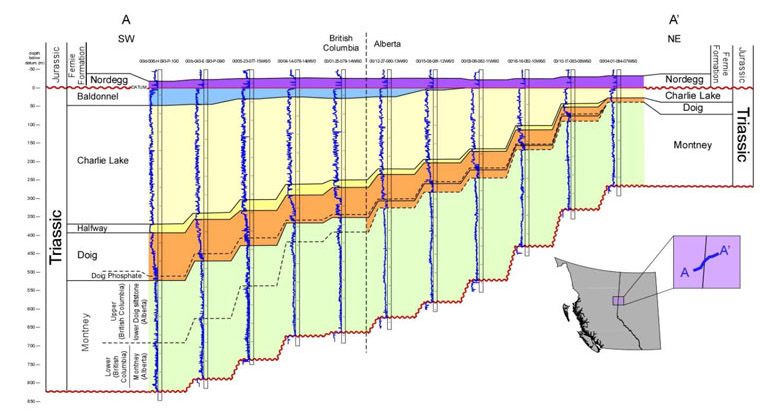 A
A'
SW
British
Columbia
Alberta
NE
depth
below
datum (m)
Jurassic
Fernie
Formation
Nordegg
DATUM
Baldonnel
Charlie Lake
Halfway
Doig
Doig Phosphate
Triassic
Montney
Upper
(British Columbia)
lower Doig siltstone
(Alberta)
Lower
(British
Columbia)
Montney
(Alberta)
-50
0
50
100
150
200
250
300
350
400
450
500
550
600
650
700
750
800
850
Nordegg
Charlie Lake
Doig
Montney
Fernie
Formation
Jurassic
Triassic
A
A'